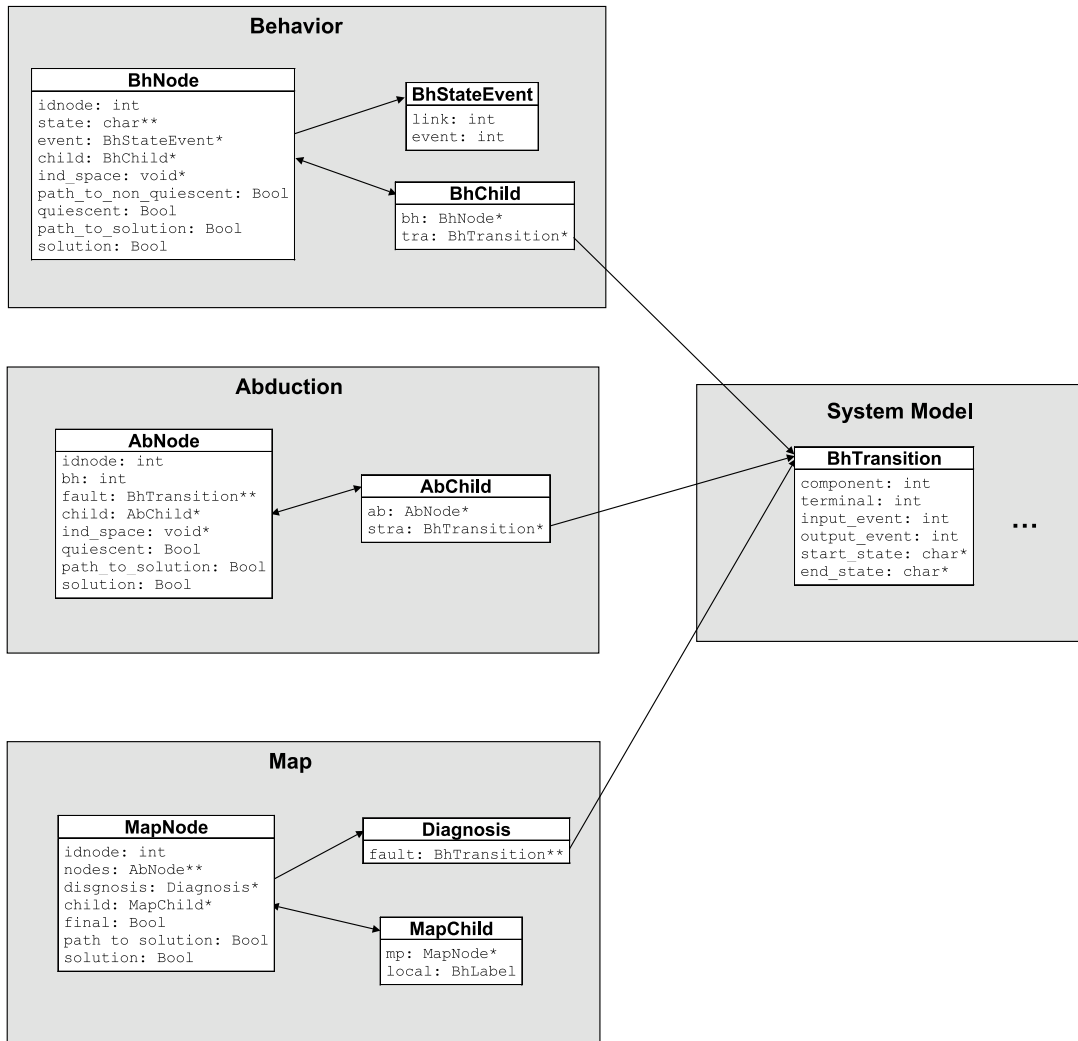 Behavior
BhNode
idnode: int
state: char**
event: BhStateEvent*
child: BhChild*
ind_space: void*
path_to_non_quiescent: Bool
quiescent: Bool
path_to_solution: Bool
solution: Bool
BhStateEvent
link: int
event: int
BhChild
bh: BhNode*
tra: BhTransition*
Abduction
AbNode
idnode: int
bh: int
fault: BhTransition**
child: AbChild*
ind_space: void*
quiescent: Bool
path_to_solution: Bool
solution: Bool
AbChild
ab: AbNode*
stra: BhTransition*
System Model
BhTransition
component: int
terminal: int
input_event: int
output_event: int
start_state: char*
end_state: char*
...
Map
MapNode
idnode: int
nodes: AbNode**
disgnosis: Diagnosis*
child: MapChild*
final: Bool
path to solution: Bool
solution: Bool
Diagnosis
fault: BhTransition**
MapChild
mp: MapNode*
local: BhLabel